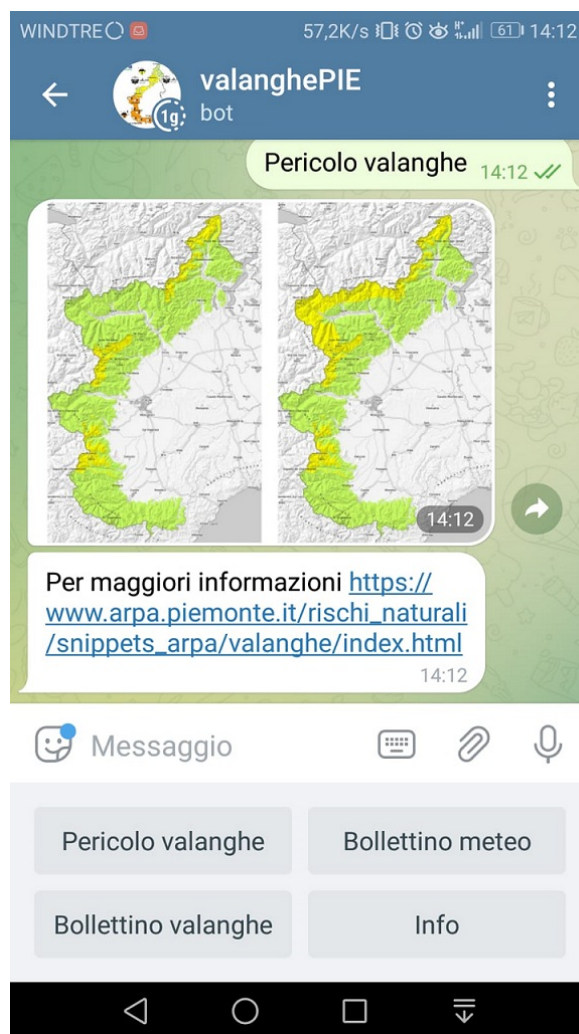 WINDTRE 57,2K/s 61 14:12
valanghePIE
1g
bot
Pericolo valanghe 14:12
14:12
Per maggiori informazioni https://
www.arpa.piemonte.it/rischi_naturali
/snippets_arpa/valanghe/index.html
14:12
Messaggio
Pericolo valanghe Bollettino meteo
Bollettino valanghe Info